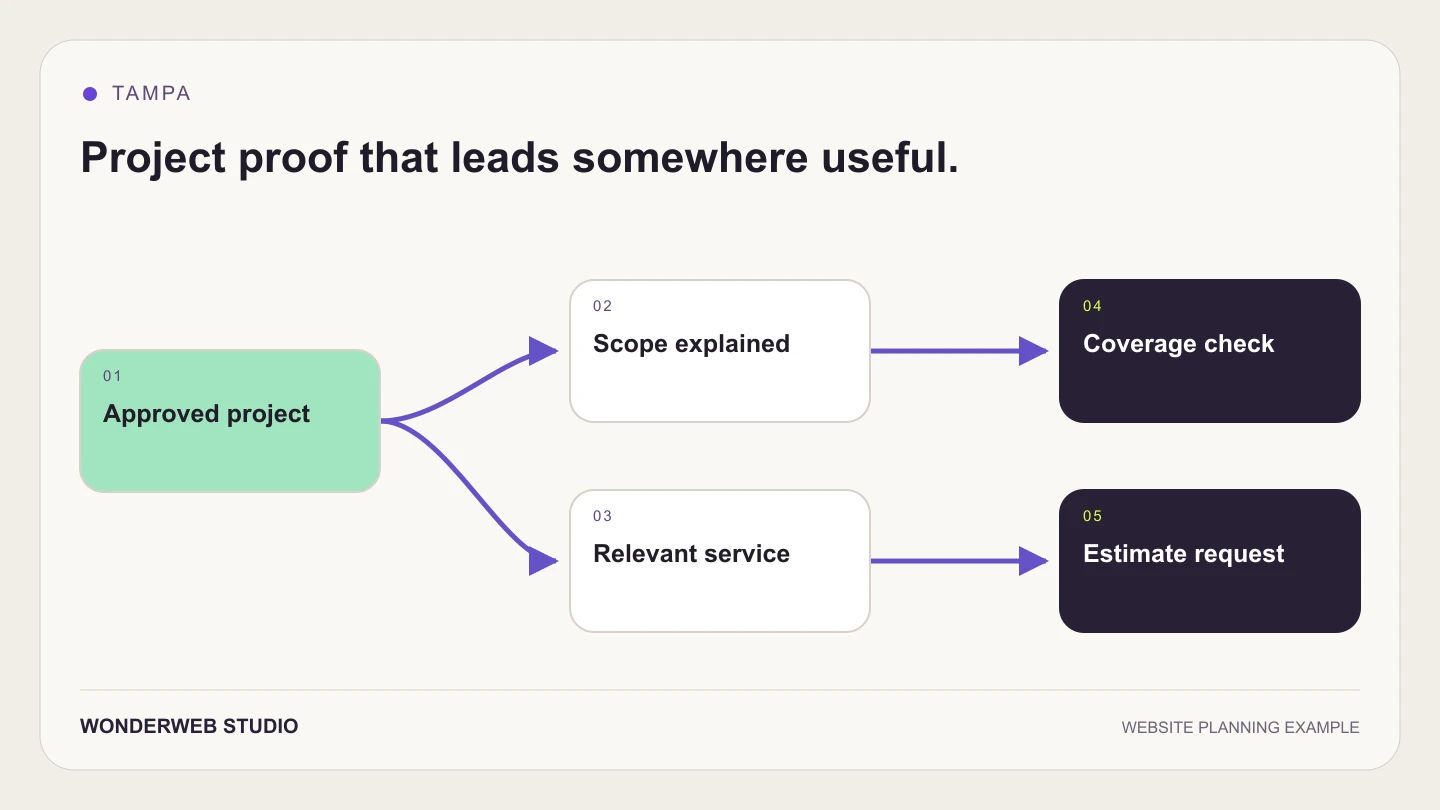 TAMPA
Project proof that leads somewhere useful.
01
Approved project
02
Scope explained
03
Relevant service
04
Coverage check
05
Estimate request
WONDERWEB STUDIO
WEBSITE PLANNING EXAMPLE